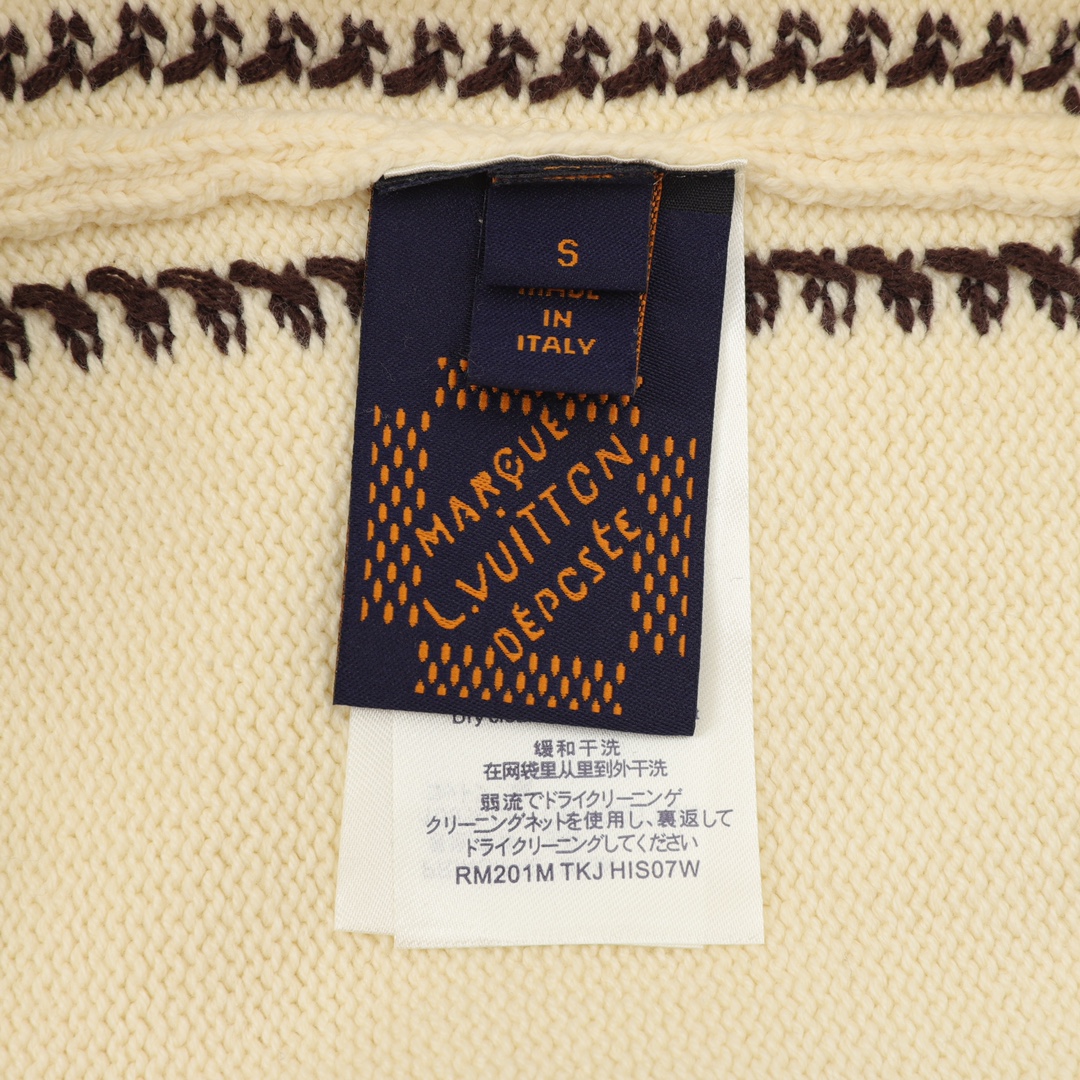 S
MADE
IN
ITALY
MARQUE
L.VUITTON
DÉPOSÉE
Dry
缓和干洗
在网袋里从里到外干洗
弱流でドライクリーニング
クリーニングネットを使用し、裏返して
ドライクリーニングしてください
RM201M TKJ HIS07W